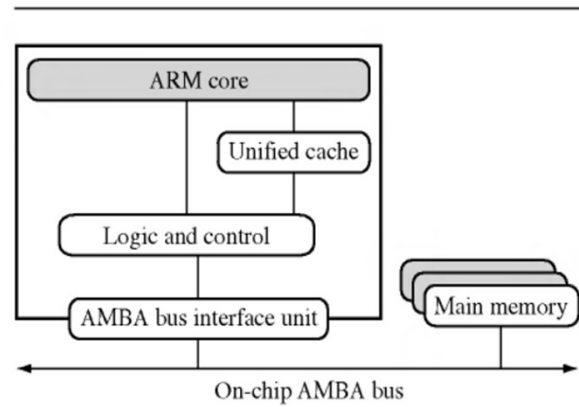 ARM core
Unified cache
Logic and control
AMBA bus interface unit
Main memory
On-chip AMBA bus